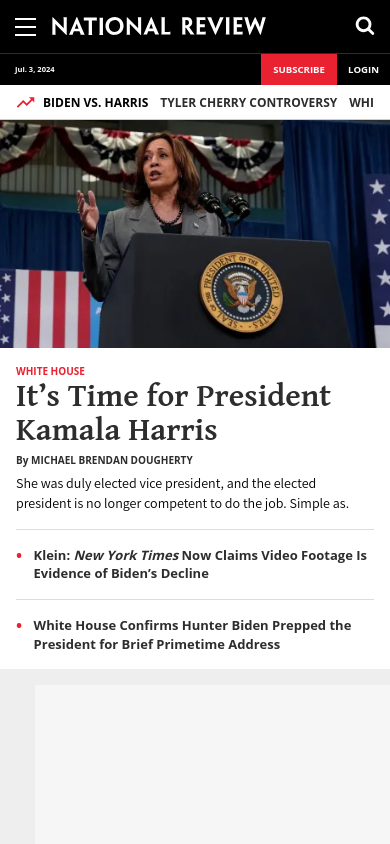 NATIONAL REVIEW
Jul. 3, 2024
SUBSCRIBE
LOGIN
BIDEN VS. HARRIS TYLER CHERRY CONTROVERSY WHI
SEAL OF THE PRESIDENT OF THE UNITED STATES
WHITE HOUSE
It’s Time for President
Kamala Harris
By MICHAEL BRENDAN DOUGHERTY
She was duly elected vice president, and the elected
president is no longer competent to do the job. Simple as.
• Klein: New York Times Now Claims Video Footage Is
Evidence of Biden’s Decline
• White House Confirms Hunter Biden Prepped the
President for Brief Primetime Address